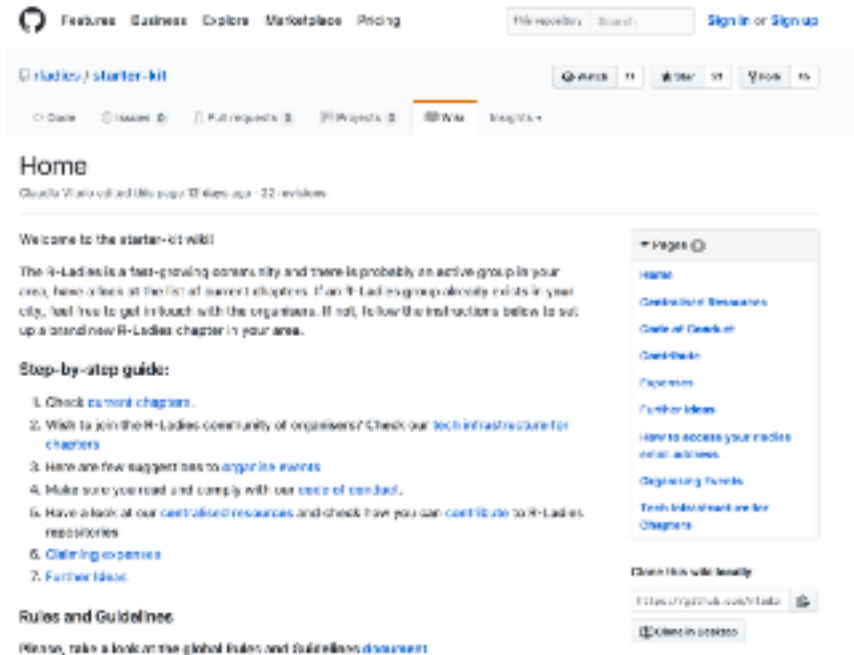 Features Business Explore Marketplace Pricing
This repository Search Sign in or Sign up
rladies / starter-kit
Watch Star Fork
Code Issues Pull requests Projects Wiki Insights
Home
edited this page 12 days ago · 22 revisions
Welcome to the starter-kit wiki!
The R-Ladies is a fast-growing community and there is probably an active group in your
area, have a look at the list of current chapters. If an R-Ladies group already exists in your
city, feel free to get in touch with the organisers. If not, follow the instructions below to set
up a brand new R-Ladies chapter in your area.
Step-by-step guide:
1. Check current chapters.
2. Wish to join the R-Ladies community of organisers? Check our tech infrastructure for
chapters
3. Here are few suggestions to organise events
4. Make sure you read and comply with our code of conduct.
5. Have a look at our centralised resources and check how you can contribute to R-Ladies
repositories
6. Claiming expenses
7. Further Ideas
Rules and Guidelines
Please, take a look at the global Rules and Guidelines document
Pages
Home
Centralised Resources
Code of Conduct
Contribute
Expenses
Further Ideas
How to access your rladies
email address
Organising Events
Tech Infrastructure for
Chapters
Clone this wiki locally
Clone in Desktop